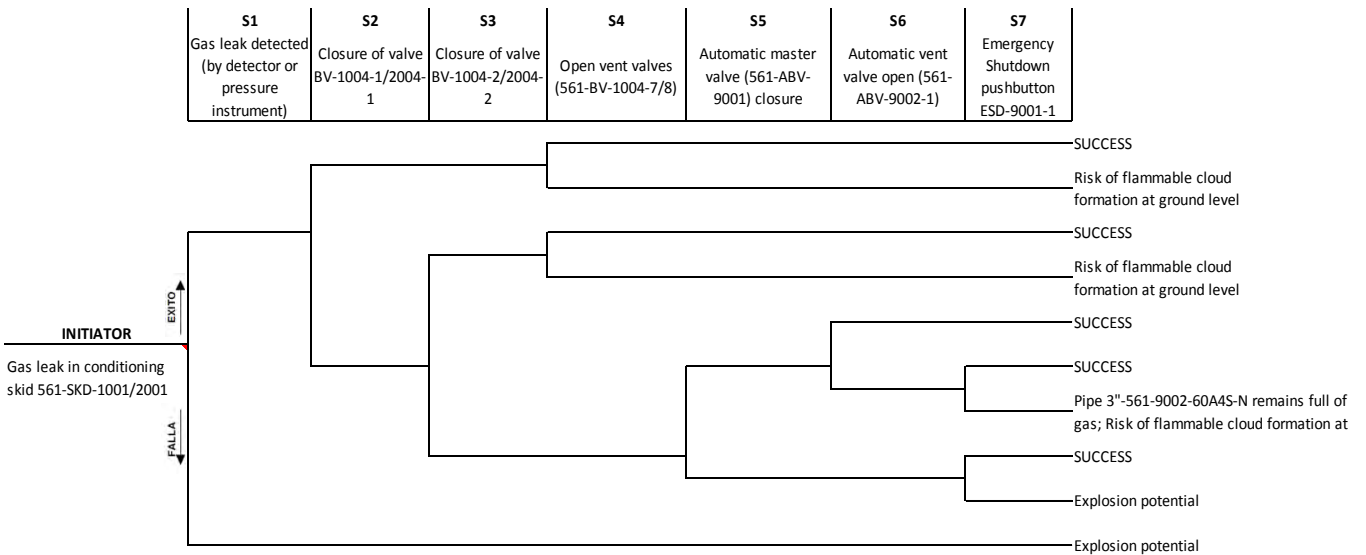 S1
Gas leak detected
(by detector or
pressure
instrument)
S2
Closure of valve
BV-1004-1/2004-
1
S3
Closure of valve
BV-1004-2/2004-
2
S4
Open vent valves
(561-BV-1004-7/8)
S5
Automatic master
valve (561-ABV-
9001) closure
S6
Automatic vent
valve open (561-
ABV-9002-1)
S7
Emergency
Shutdown
pushbutton
ESD-9001-1
SUCCESS
Risk of flammable cloud
formation at ground level
SUCCESS
Risk of flammable cloud
formation at ground level
EXITO
INITIATOR
Gas leak in conditioning
skid 561-SKD-1001/2001
FALLA
SUCCESS
SUCCESS
Pipe 3"-561-9002-60A4S-N remains full of
gas; Risk of flammable cloud formation at
SUCCESS
Explosion potential
Explosion potential